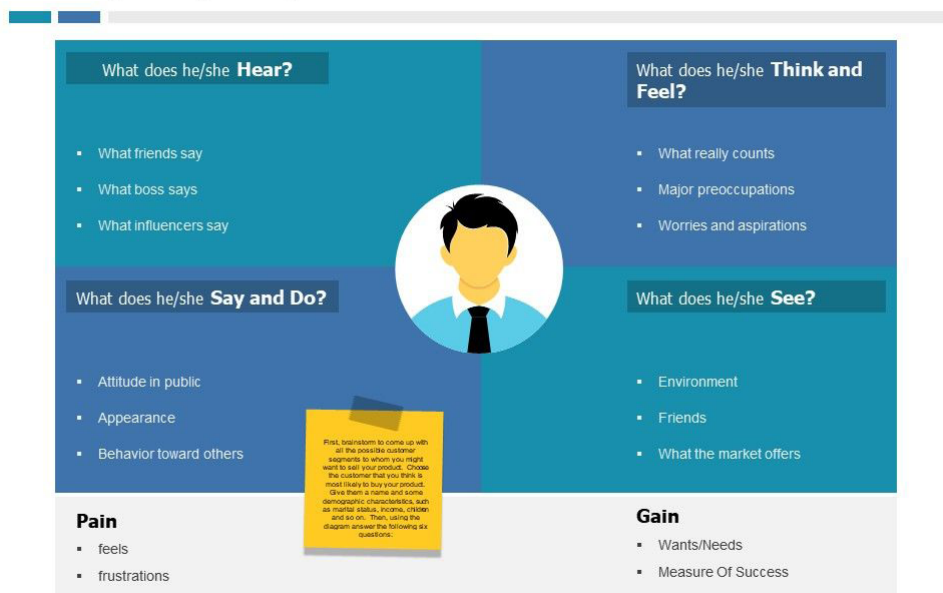 What does he/she Hear?
What friends say
What boss says
What influencers say
What does he/she Think and
Feel?
What really counts
Major preoccupations
Worries and aspirations
What does he/she Say and Do?
Attitude in public
Appearance
Behavior toward others
What does he/she See?
Environment
Friends
What the market offers
First, brainstorm to come up with
all the possible customer
segments to whom you might
want to sell your product. Choose
the customer that you think is
most likely to buy your product.
Give them a name and some
demographic characteristics, such
as marital status, income, children
and so on. Then, using the
diagram answer the following six
questions:
Pain
feels
frustrations
Gain
Wants/Needs
Measure Of Success